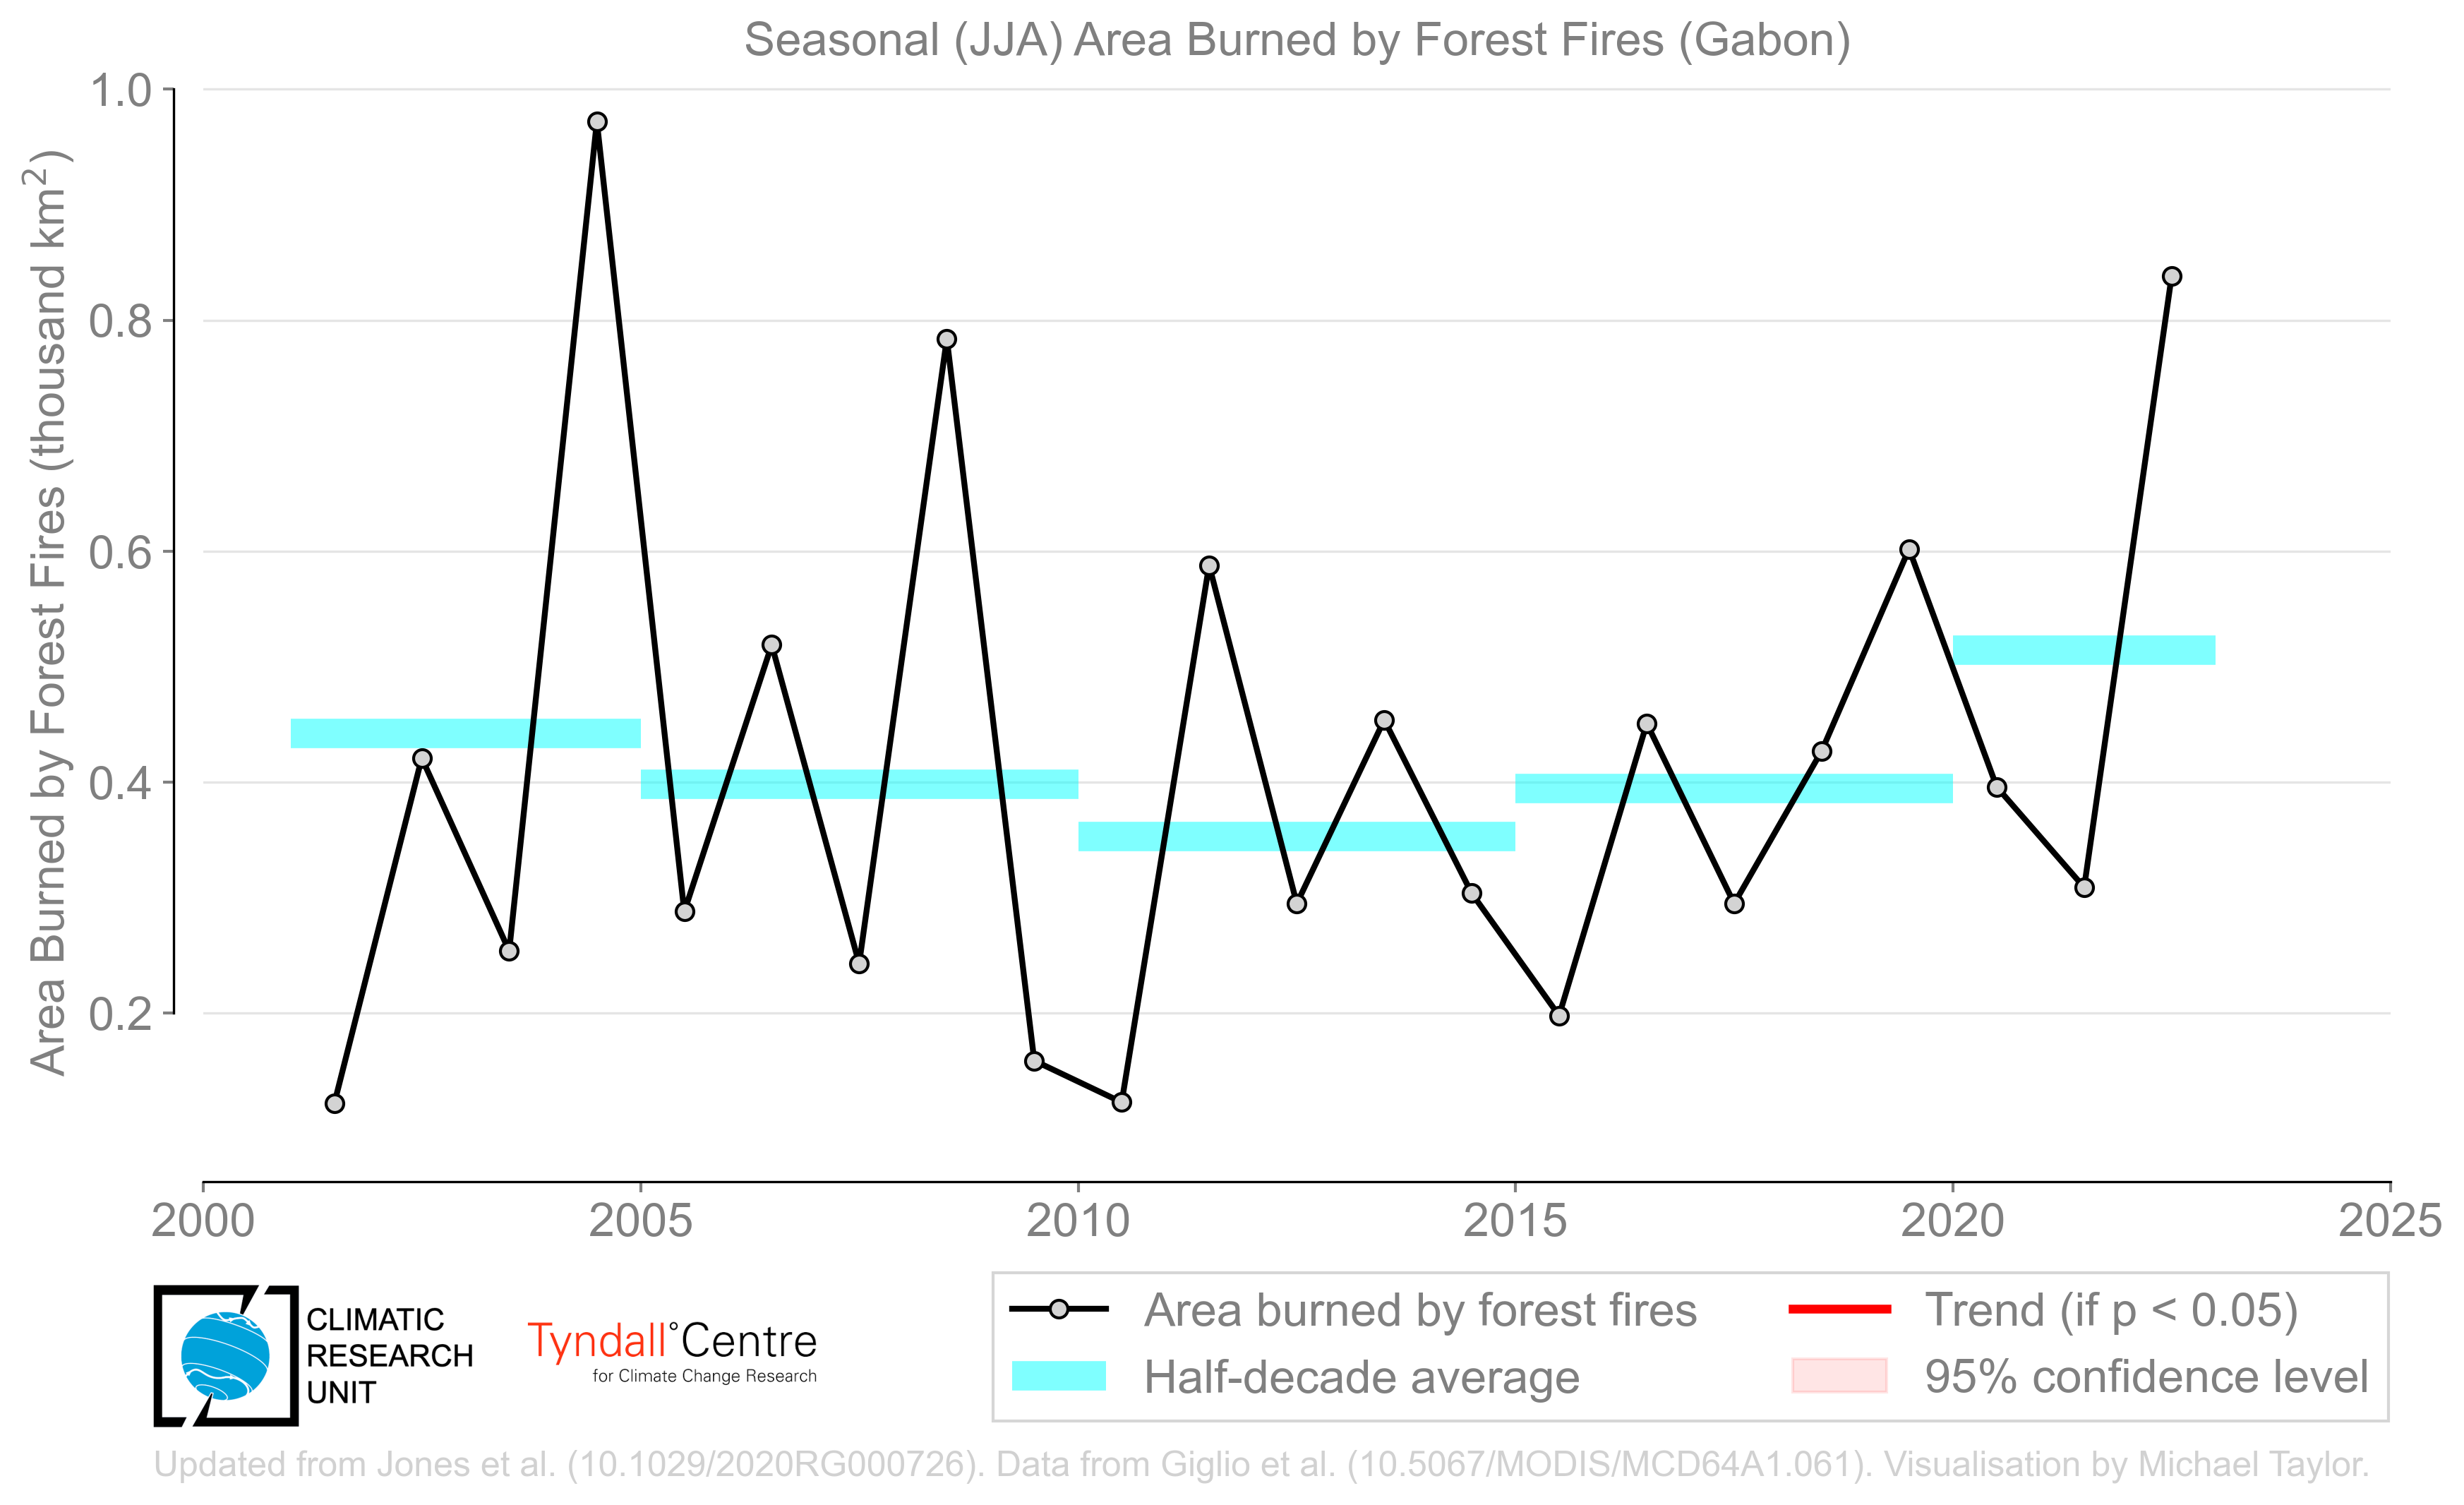 Seasonal (JJA) Area Burned by Forest Fires (Gabon)
Area Burned by Forest Fires (thousand km²)
1.0
0.8
0.6
0.4
0.2
2000 2005 2010 2015 2020 2025
CLIMATIC
RESEARCH
UNIT
Tyndall°Centre
for Climate Change Research
Area burned by forest fires
Half-decade average
Trend (if p < 0.05)
95% confidence level
Updated from Jones et al. (10.1029/2020RG000726). Data from Giglio et al. (10.5067/MODIS/MCD64A1.061). Visualisation by Michael Taylor.